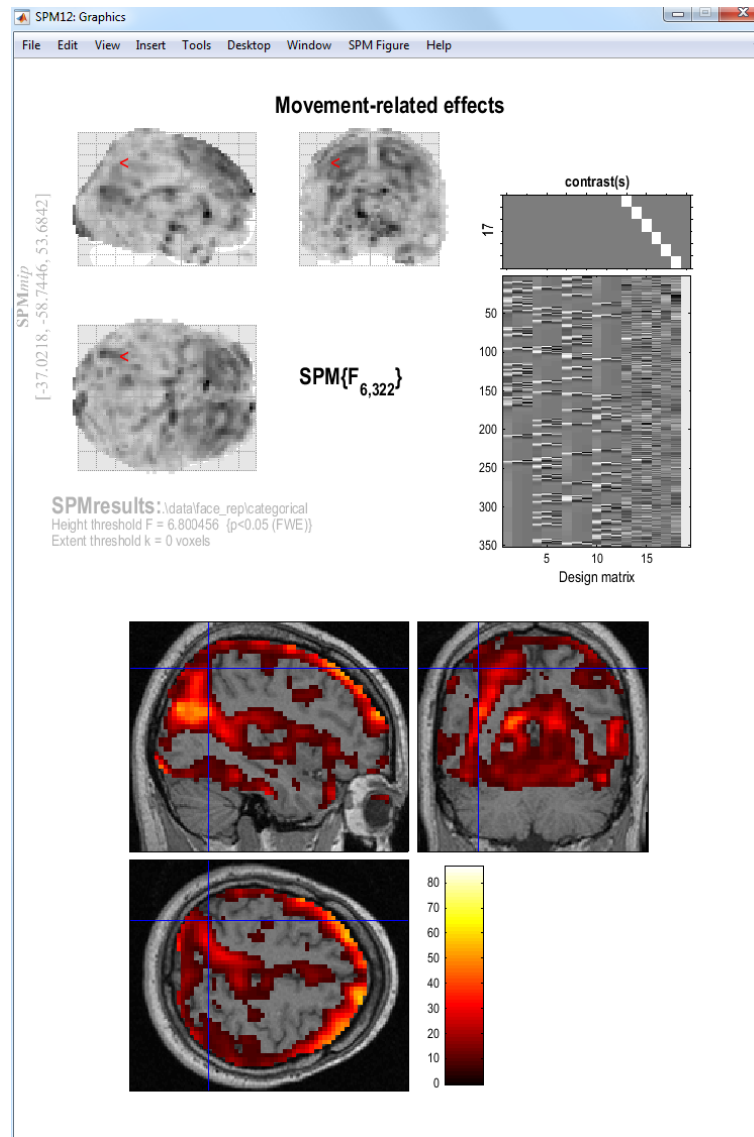 SPM12: Graphics
File Edit View Insert Tools Desktop Window SPM Figure Help
Movement-related effects
SPMmip
[-37.0218, -58.7446, 53.6842]
<
<
<
SPM{F6,322}
contrast(s)
17
50
100
150
200
250
300
350
5 10 15
Design matrix
SPMresults: .\data\face_rep\categorical
Height threshold F = 6.800456 {p<0.05 (FWE)}
Extent threshold k = 0 voxels
80
70
60
50
40
30
20
10
0